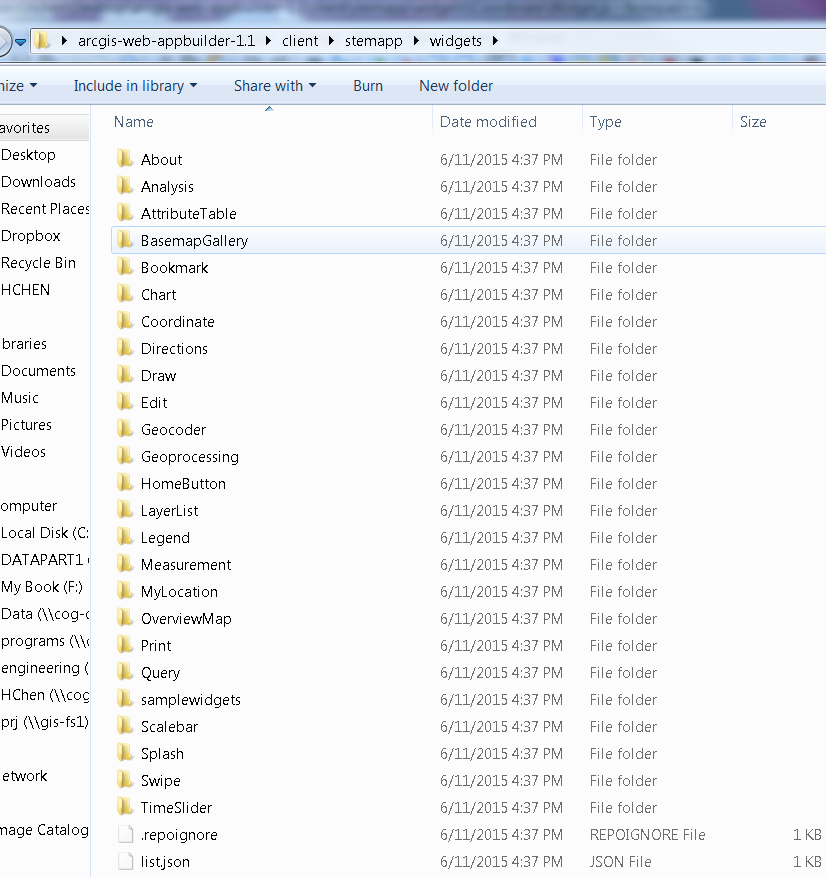 arcgis-web-appbuilder-1.1 client stemapp widgets
nize Include in library Share with Burn New folder
avorites
Desktop
Downloads
Recent Places
Dropbox
Recycle Bin
HCHEN
braries
Documents
Music
Pictures
Videos
omputer
Local Disk (C:
DATAPART1
My Book (F:)
Data (\\cog-c
programs (\\c
engineering (
HChen (\\cog
prj (\\gis-fs1)
etwork
mage Catalog
Name Date modified Type Size
About 6/11/2015 4:37 PM File folder
Analysis 6/11/2015 4:37 PM File folder
AttributeTable 6/11/2015 4:37 PM File folder
BasemapGallery 6/11/2015 4:37 PM File folder
Bookmark 6/11/2015 4:37 PM File folder
Chart 6/11/2015 4:37 PM File folder
Coordinate 6/11/2015 4:37 PM File folder
Directions 6/11/2015 4:37 PM File folder
Draw 6/11/2015 4:37 PM File folder
Edit 6/11/2015 4:37 PM File folder
Geocoder 6/11/2015 4:37 PM File folder
Geoprocessing 6/11/2015 4:37 PM File folder
HomeButton 6/11/2015 4:37 PM File folder
LayerList 6/11/2015 4:37 PM File folder
Legend 6/11/2015 4:37 PM File folder
Measurement 6/11/2015 4:37 PM File folder
MyLocation 6/11/2015 4:37 PM File folder
OverviewMap 6/11/2015 4:37 PM File folder
Print 6/11/2015 4:37 PM File folder
Query 6/11/2015 4:37 PM File folder
samplewidgets 6/11/2015 4:37 PM File folder
Scalebar 6/11/2015 4:37 PM File folder
Splash 6/11/2015 4:37 PM File folder
Swipe 6/11/2015 4:37 PM File folder
TimeSlider 6/11/2015 4:37 PM File folder
.repoignore 6/11/2015 4:37 PM REPOIGNORE File 1 KB
list.json 6/11/2015 4:37 PM JSON File 1 KB